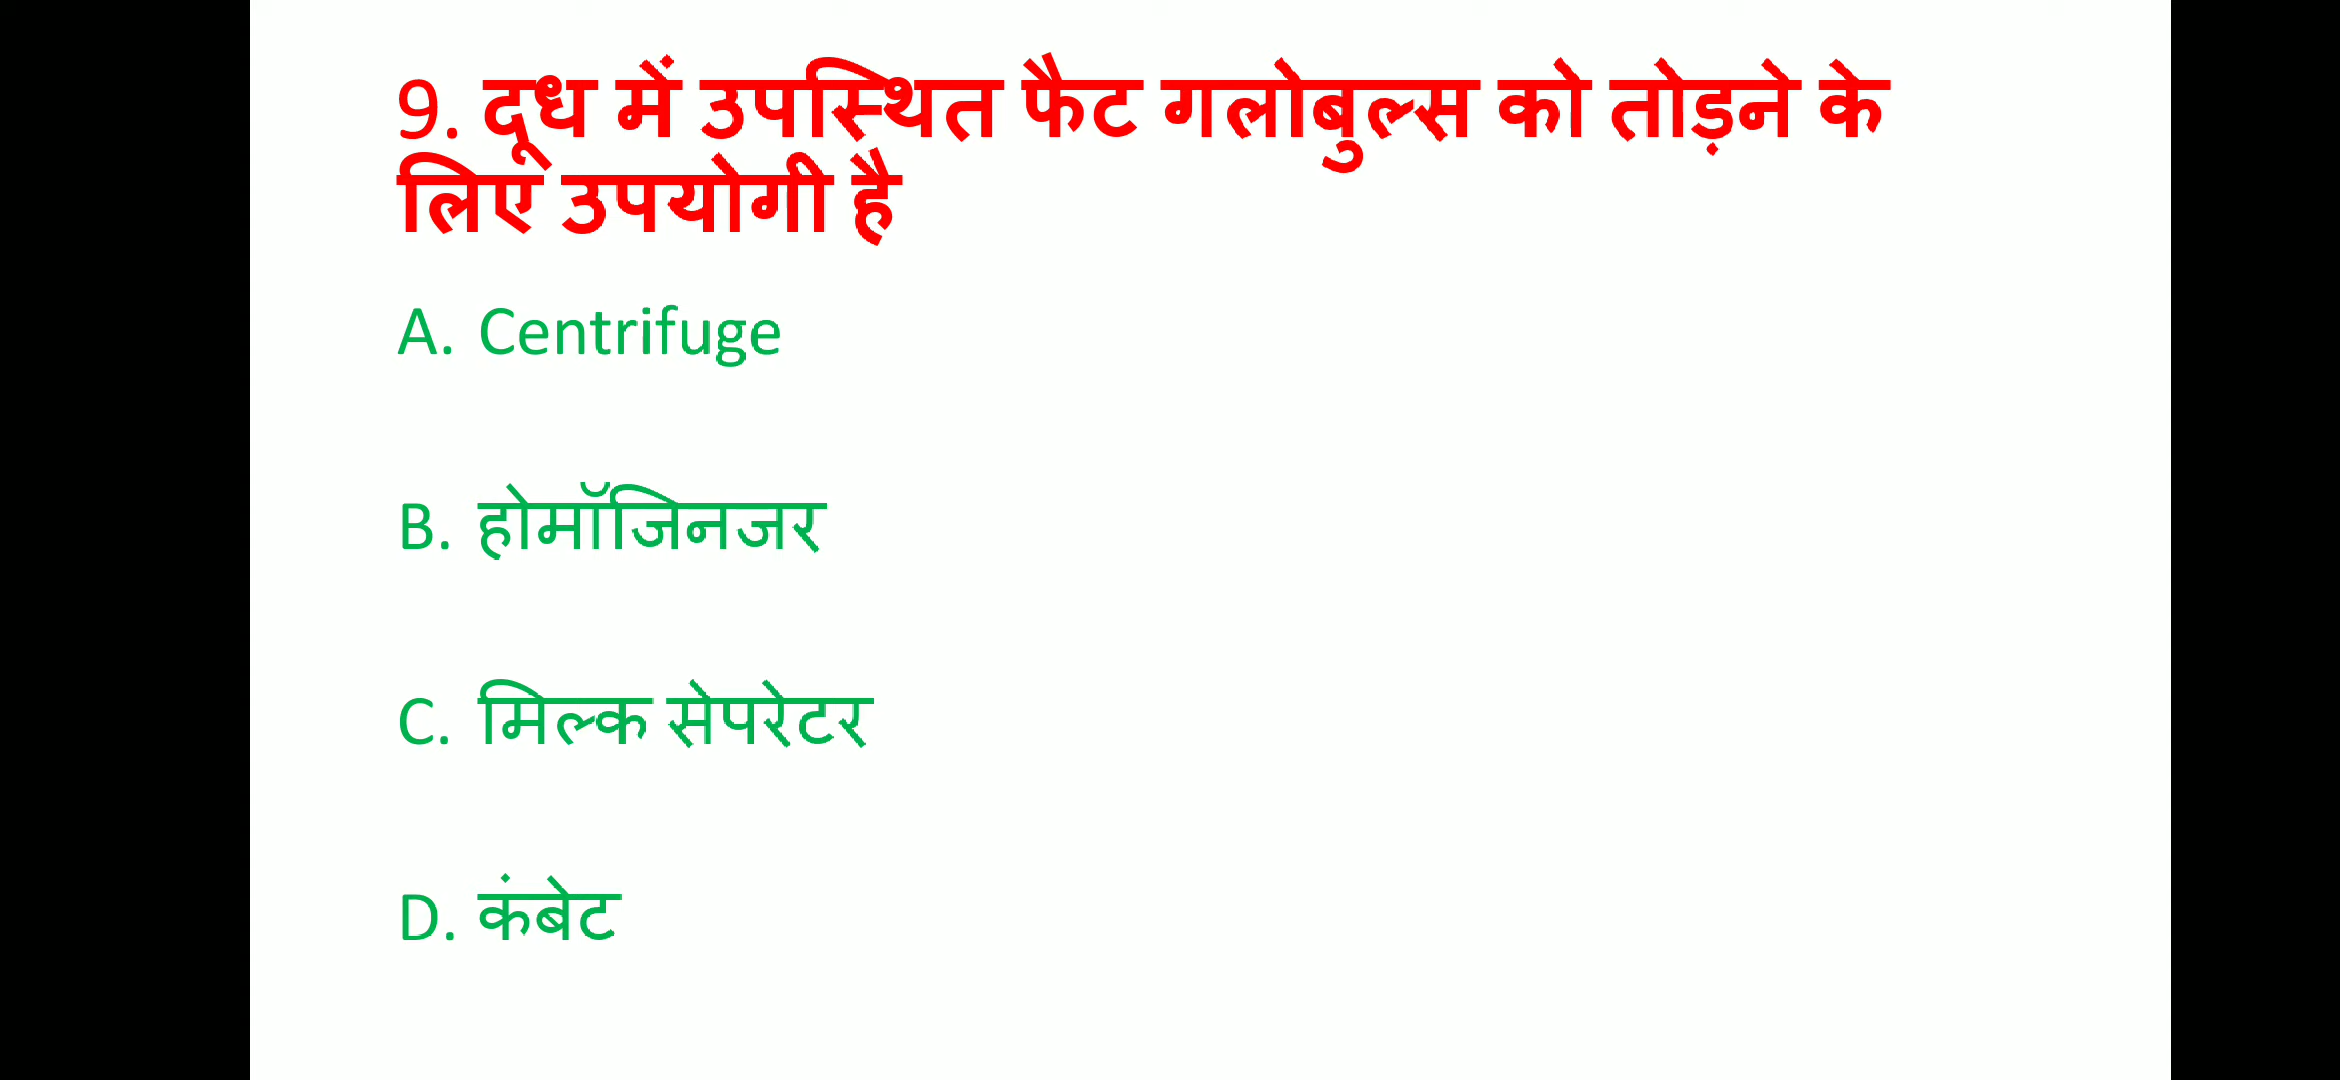 9. दूध में उपस्थित फैट गलोबुल्स को तोड़ने के
लिए उपयोगी है
A. Centrifuge
B. होमॉजिनजर
C. मिल्क सेपरेटर
D. कंबेट